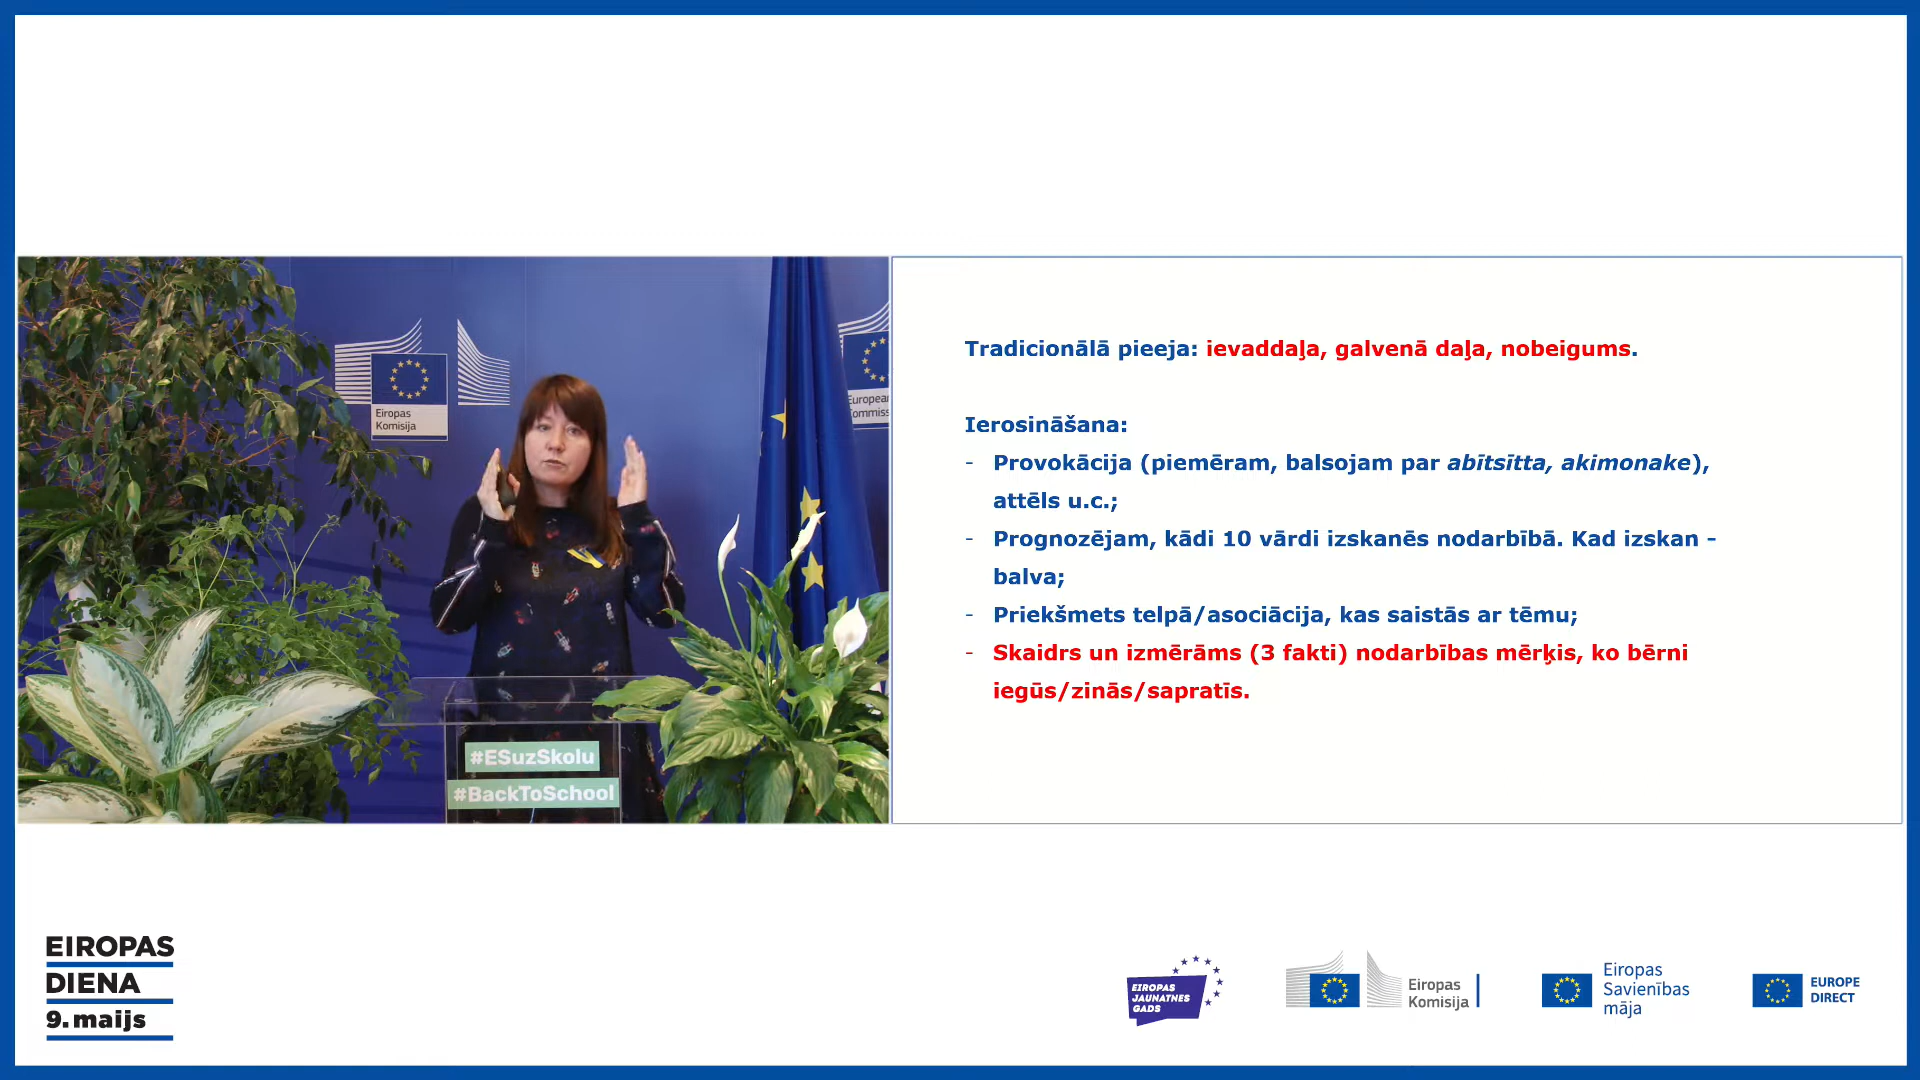 Eiropas
Komisija
European
Commiss
#ESuzSkolu
#BackToSchool
Tradicionālā pieeja: ievaddaļa, galvenā daļa, nobeigums.
Ierosināšana:
- Provokācija (piemēram, balsojam par abītsītta, akimonake),
attēls u.c.;
- Prognozējam, kādi 10 vārdi izskanēs nodarbībā. Kad izskan -
balva;
- Priekšmets telpā/asociācija, kas saistās ar tēmu;
- Skaidrs un izmērāms (3 fakti) nodarbības mērķis, ko bērni
iegūs/zinās/sapratīs.
EIROPAS
DIENA
9. maijs
EIROPAS
JAUNATNES
GADS
Eiropas
Komisija
Eiropas
Savienības
māja
EUROPE
DIRECT